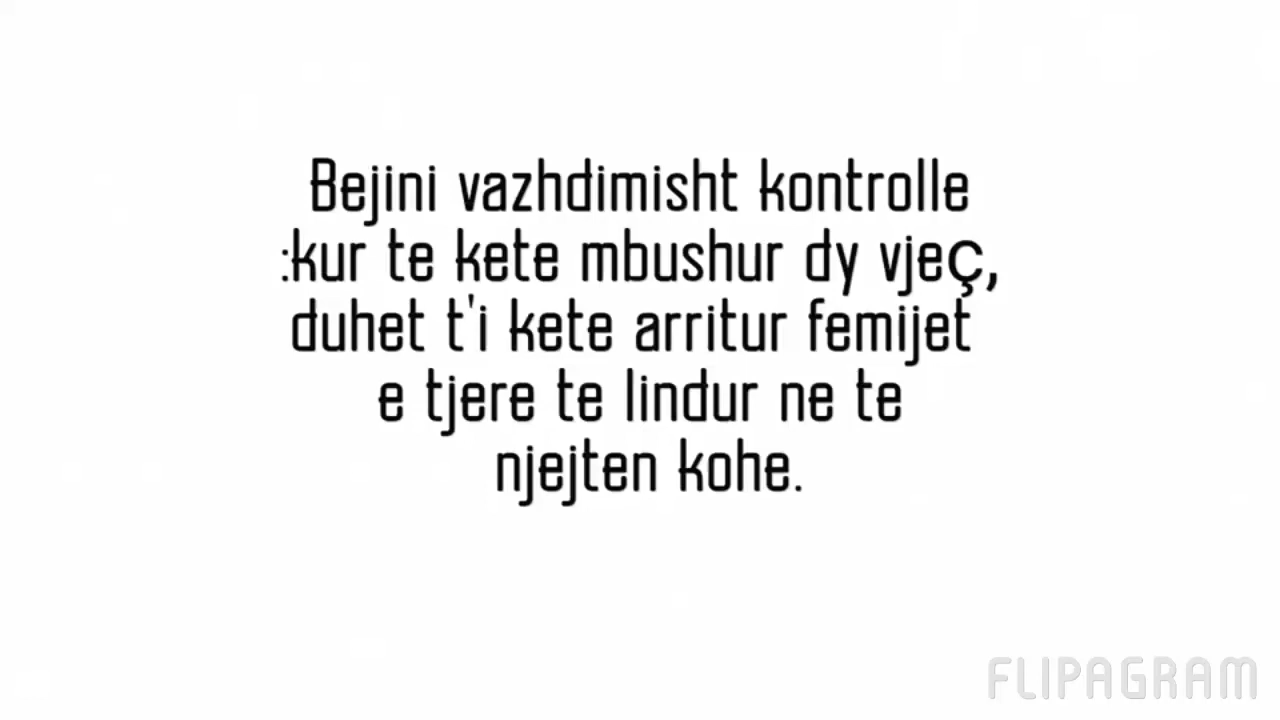 Bejini vazhdimisht kontrolle
:kur te kete mbushur dy vjeç,
duhet t'i kete arritur femijet
e tjere te lindur ne te
njejten kohe.
FLIPAGRAM